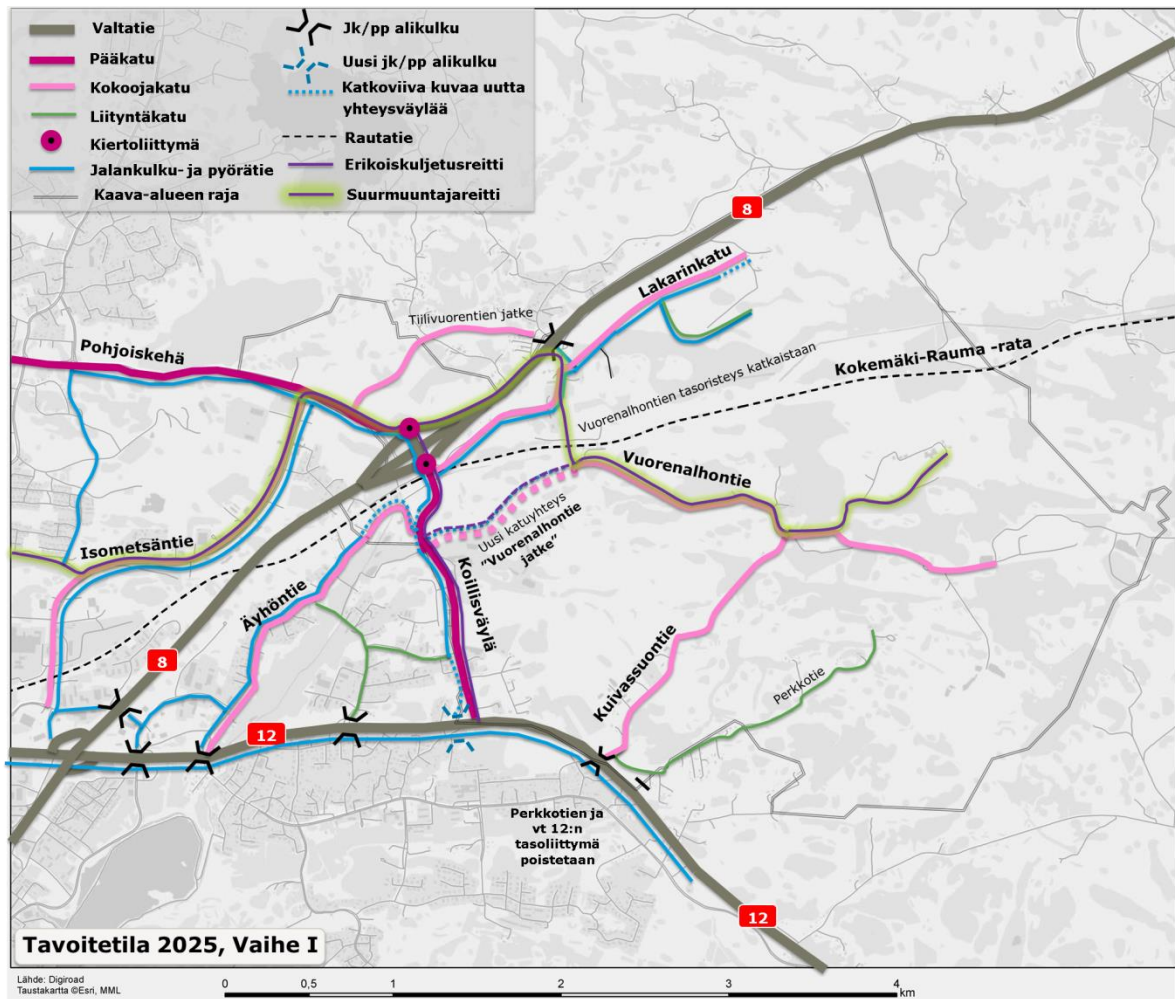 Valtatie
Pääkatu
Kokoojakatu
Liityntäkatu
Kiertoliittymä
Jalankulku- ja pyörätie
Kaava-alueen raja
Jk/pp alikulku
Uusi jk/pp alikulku
Katkoviiva kuvaa uutta
yhteysväylää
Rautatie
Erikoiskuljetusreitti
Suurmuuntajareitti
8
Lakarinkatu
Tiilivuorentien jatke
Pohjoiskehä
Kokemäki-Rauma -rata
Vuorenalhontien tasoristeys katkaistaan
Vuorenalhontie
Isometsäntie
Uusi katuyhteys
"Vuorenalhontie
jatke"
Koillisväylä
Äyhöntie
8
Kuivassuontie
Perkkotie
12
Perkkotien ja
vt 12:n
tasoliittymä
poistetaan
12
Tavoitetila 2025, Vaihe I
Lähde: Digiroad
Taustakartta ©Esri, MML
0 0,5 1 2 3 4
km